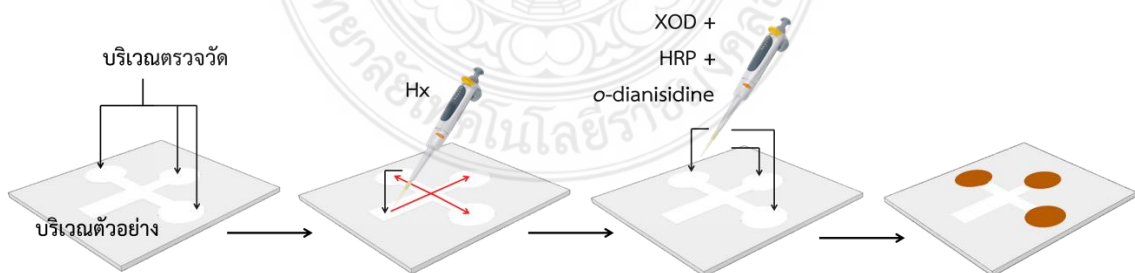 บริเวณตรวจวัด
บริเวณตัวอย่าง
Hx
XOD +
HRP +
o-dianisidine